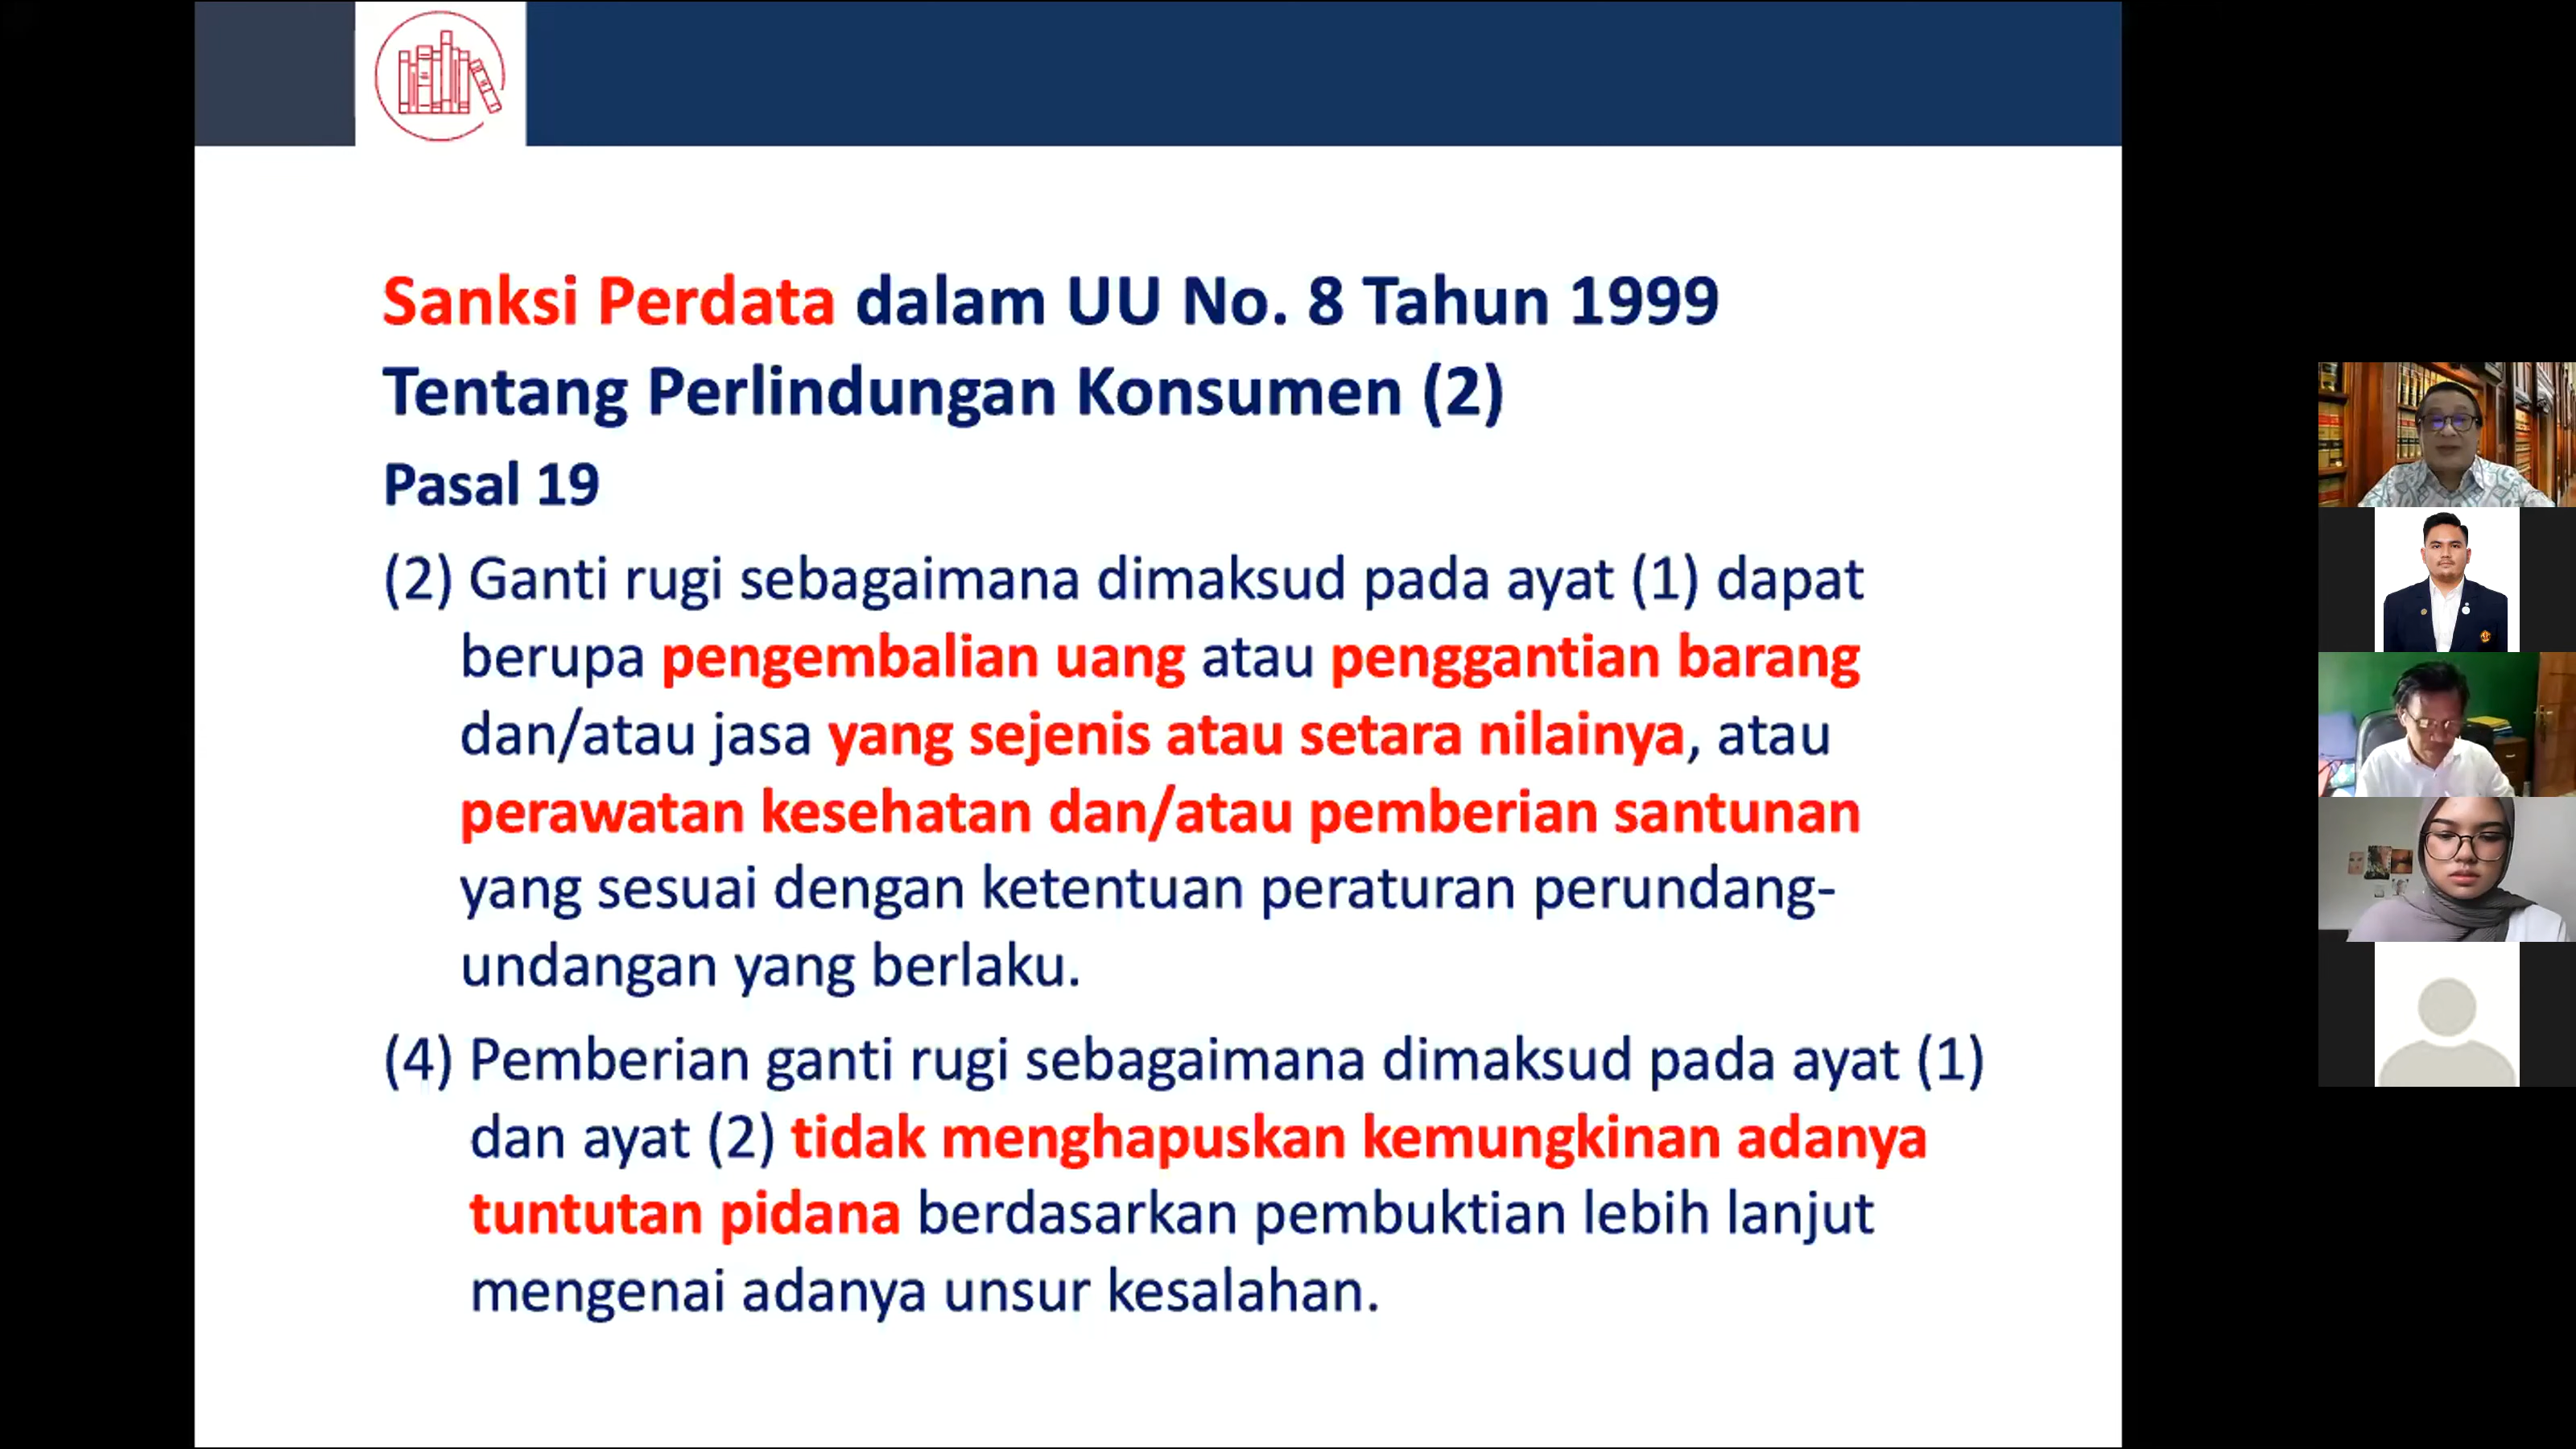 Sanksi Perdata dalam UU No. 8 Tahun 1999
Tentang Perlindungan Konsumen (2)
Pasal 19
(2) Ganti rugi sebagaimana dimaksud pada ayat (1) dapat
berupa pengembalian uang atau penggantian barang
dan/atau jasa yang sejenis atau setara nilainya, atau
perawatan kesehatan dan/atau pemberian santunan
yang sesuai dengan ketentuan peraturan perundang-
undangan yang berlaku.
(4) Pemberian ganti rugi sebagaimana dimaksud pada ayat (1)
dan ayat (2) tidak menghapuskan kemungkinan adanya
tuntutan pidana berdasarkan pembuktian lebih lanjut
mengenai adanya unsur kesalahan.